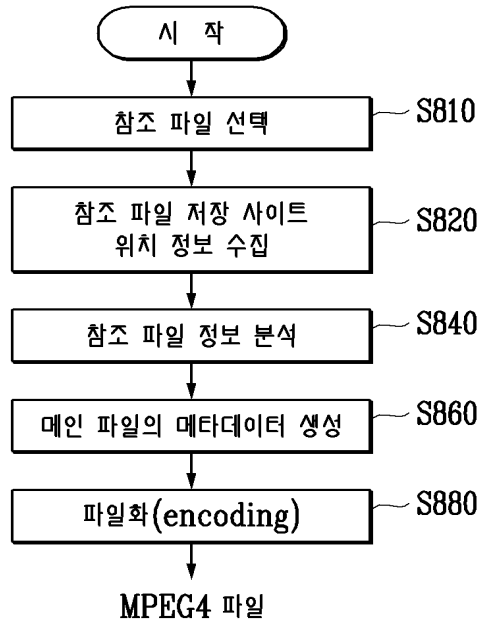 시 작
참조 파일 선택
S810
참조 파일 저장 사이트
위치 정보 수집
S820
참조 파일 정보 분석
S840
메인 파일의 메타데이터 생성
S860
파일화(encoding)
S880
MPEG4 파일